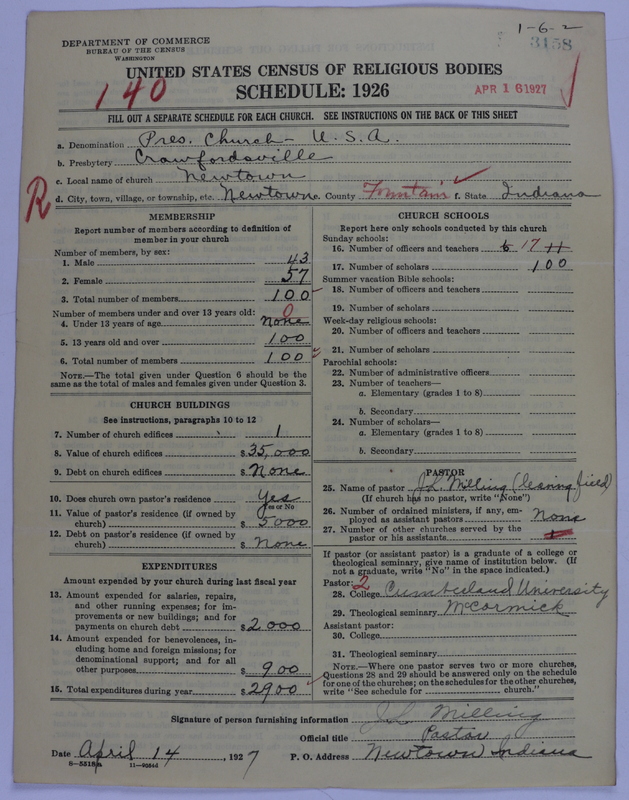 1-6-2
3158
DEPARTMENT OF COMMERCE
BUREAU OF THE CENSUS
WASHINGTON
UNITED STATES CENSUS OF RELIGIOUS BODIES
140
SCHEDULE: 1926
APR 16 1927
FILL OUT A SEPARATE SCHEDULE FOR EACH CHURCH. SEE INSTRUCTIONS ON THE BACK OF THIS SHEET
a. Denomination Pres. Church - U.S.A.
b. Presbytery Crawfordsville
c. Local name of church Newtown
d. City, town, village, or township, etc. Newtown e. County Fountain f. State Indiana
R
MEMBERSHIP
Report number of members according to definition of
member in your church
Number of members, by sex:
1. Male 43
2. Female 57
3. Total number of members 100
Number of members under and over 13 years old:
4. Under 13 years of age None 0
5. 13 years old and over 100
6. Total number of members 100
NOTE.—The total given under Question 6 should be
the same as the total of males and females given under Question 3.
CHURCH BUILDINGS
See instructions, paragraphs 10 to 12
7. Number of church edifices 1
8. Value of church edifices $35,000
9. Debt on church edifices $None
10. Does church own pastor's residence Yes
Yes or No
11. Value of pastor's residence (if owned by
church) $5000
12. Debt on pastor's residence (if owned by
church) $None
EXPENDITURES
Amount expended by your church during last fiscal year
13. Amount expended for salaries, repairs,
and other running expenses; for im-
provements or new buildings; and for
payments on church debt $2000
14. Amount expended for benevolences, in-
cluding home and foreign missions; for
denominational support; and for all
other purposes $900
15. Total expenditures during year $2900
CHURCH SCHOOLS
Report here only schools conducted by this church
Sunday schools:
16. Number of officers and teachers 6 17 11
17. Number of scholars 100
Summer vacation Bible schools:
18. Number of officers and teachers
19. Number of scholars
Week-day religious schools:
20. Number of officers and teachers
21. Number of scholars
Parochial schools:
22. Number of administrative officers
23. Number of teachers—
a. Elementary (grades 1 to 8)
b. Secondary
24. Number of scholars—
a. Elementary (grades 1 to 8)
b. Secondary
PASTOR
25. Name of pastor J.L. Milling (leaving field)
(If church has no pastor, write "None")
26. Number of ordained ministers, if any, em-
ployed as assistant pastors None
27. Number of other churches served by the
pastor or his assistants 1
If pastor (or assistant pastor) is a graduate of a college or
theological seminary, give name of institution below. (If
not a graduate, write "No" in the space indicated.)
Pastor: 2
28. College Cumberland University
29. Theological seminary McCormick
Assistant pastor:
30. College
31. Theological seminary
NOTE.—Where one pastor serves two or more churches,
Questions 28 and 29 should be answered only on the schedule
for one of the churches; on the schedules for the other churches,
write "See schedule for church."
Signature of person furnishing information J.L. Milling
Official title Pastor
Date April 14, 1927 P. O. Address Newtown Indiana
8-5518a